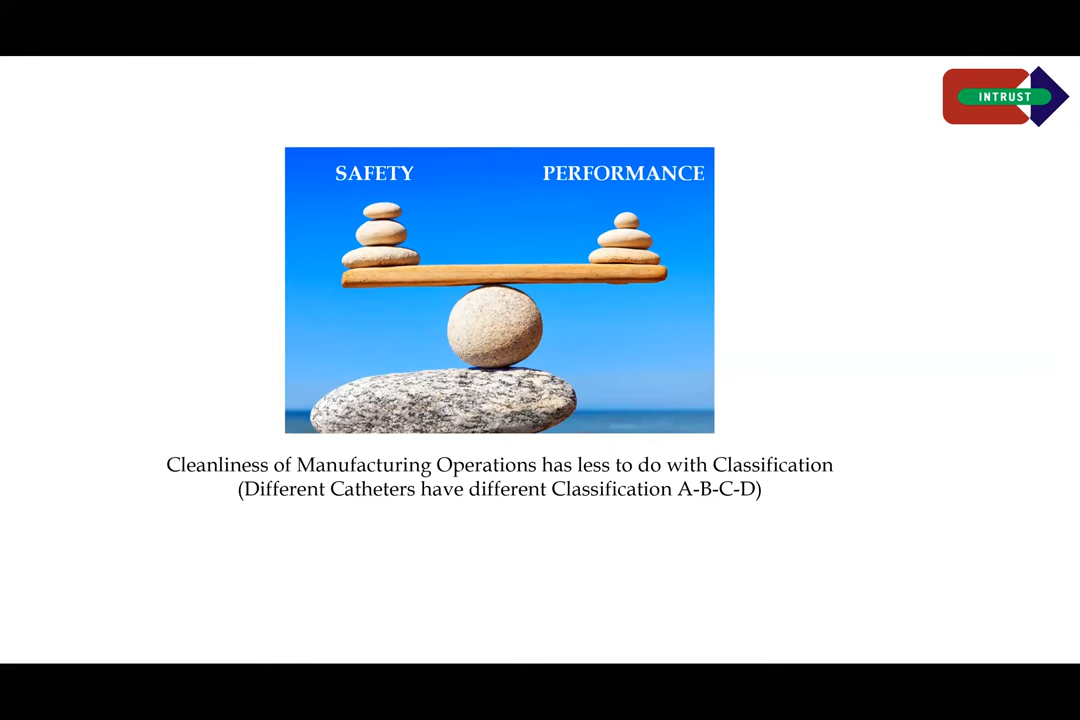 INTRUST
SAFETY
PERFORMANCE
Cleanliness of Manufacturing Operations has less to do with Classification
(Different Catheters have different Classification A-B-C-D)